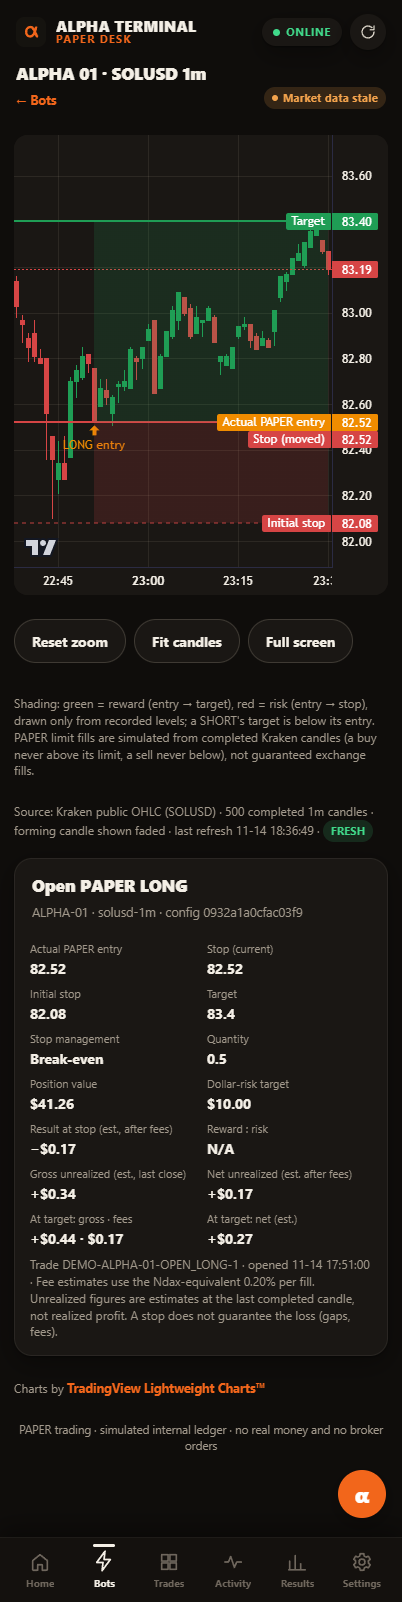 α
ALPHA TERMINAL
PAPER DESK
ONLINE
ALPHA 01 · SOLUSD 1m
← Bots
Market data stale
83.60
Target 83.40
83.19
83.00
82.80
82.60
Actual PAPER entry 82.52
Stop (moved) 82.52
LONG entry
82.40
82.20
Initial stop 82.08
82.00
22:45 23:00 23:15 23:
Reset zoom
Fit candles
Full screen
Shading: green = reward (entry → target), red = risk (entry → stop),
drawn only from recorded levels; a SHORT's target is below its entry.
PAPER limit fills are simulated from completed Kraken candles (a buy
never above its limit, a sell never below), not guaranteed exchange
fills.
Source: Kraken public OHLC (SOLUSD) · 500 completed 1m candles ·
forming candle shown faded · last refresh 11-14 18:36:49 · FRESH
Open PAPER LONG
ALPHA-01 · solusd-1m · config 0932a1a0cfac03f9
Actual PAPER entry Stop (current)
82.52 82.52
Initial stop Target
82.08 83.4
Stop management Quantity
Break-even 0.5
Position value Dollar-risk target
$41.26 $10.00
Result at stop (est., after fees) Reward : risk
−$0.17 N/A
Gross unrealized (est., last close) Net unrealized (est. after fees)
+$0.34 +$0.17
At target: gross · fees At target: net (est.)
+$0.44 · $0.17 +$0.27
Trade DEMO-ALPHA-01-OPEN_LONG-1 · opened 11-14 17:51:00
· Fee estimates use the Ndax-equivalent 0.20% per fill.
Unrealized figures are estimates at the last completed candle,
not realized profit. A stop does not guarantee the loss (gaps,
fees).
Charts by TradingView Lightweight Charts™
PAPER trading · simulated internal ledger · no real money and no broker
orders
α
Home Bots Trades Activity Results Settings